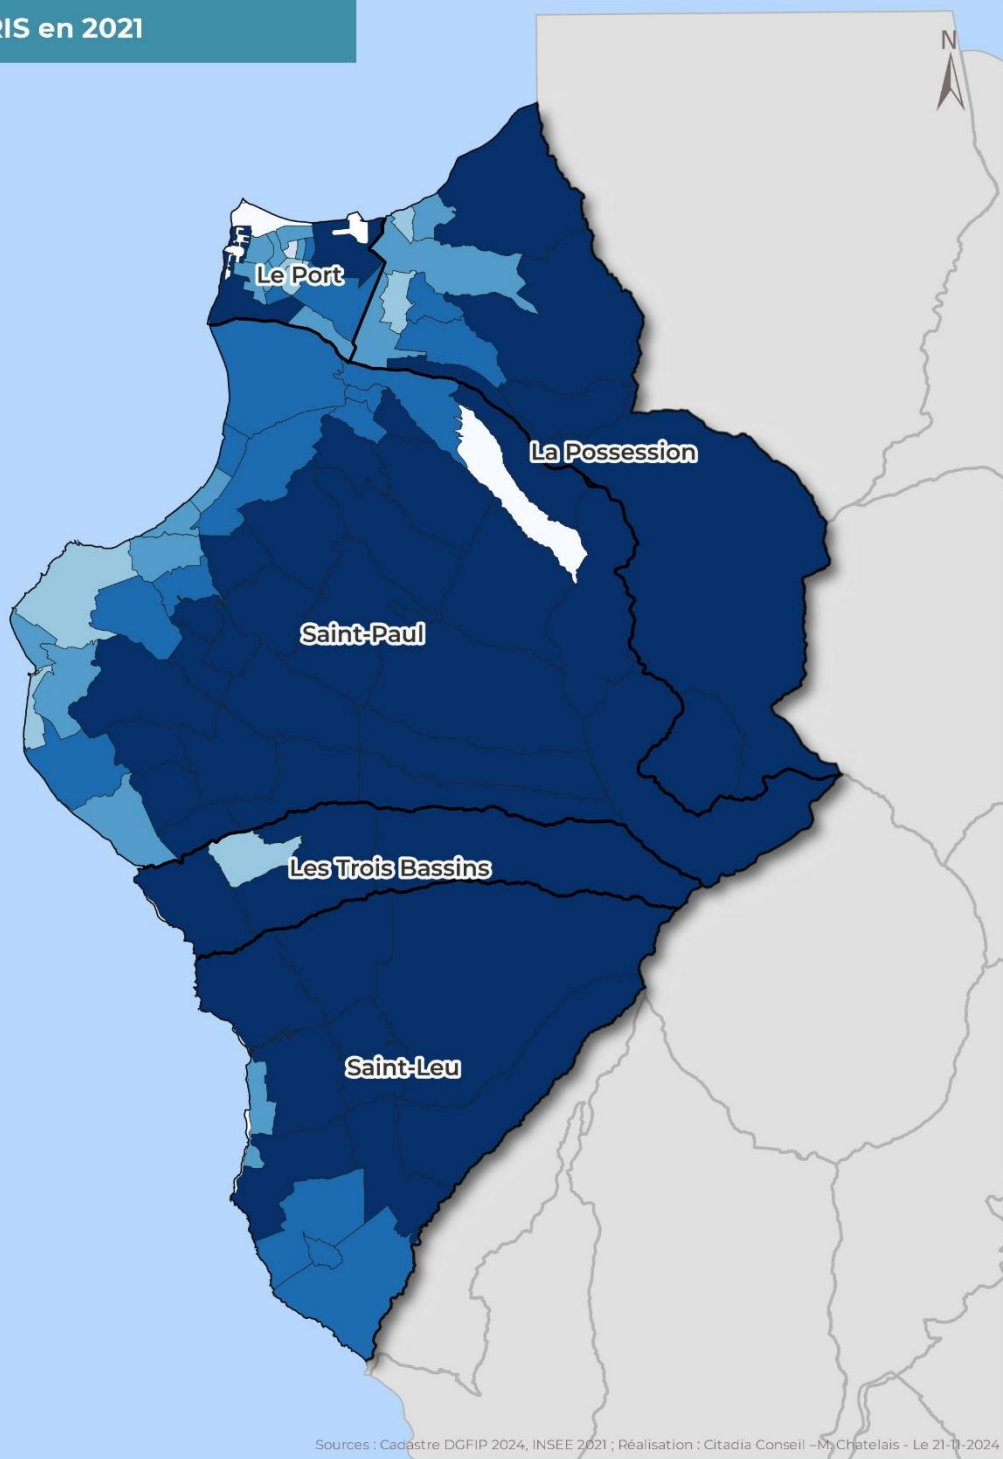 RIS en 2021
N
Le Port
La Possession
Saint-Paul
Les Trois Bassins
Saint-Leu
Sources : Cadastre DGFIP 2024, INSEE 2021 ; Réalisation : Citadia Conseil –M. Chatelais - Le 21-11-2024